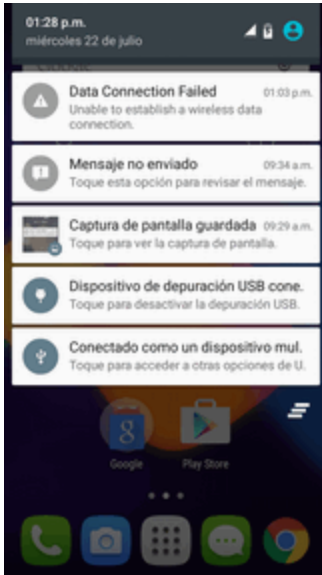 01:28 p.m.
miércoles 22 de julio
Data Connection Failed 01:03 p.m.
Unable to establish a wireless data
connection.
Mensaje no enviado 09:34 a.m.
Toque esta opción para revisar el mensaje.
Captura de pantalla guardada 09:29 a.m.
Toque para ver la captura de pantalla.
Dispositivo de depuración USB cone.
Toque para desactivar la depuración USB.
Conectado como un dispositivo mul.
Toque para acceder a otras opciones de U.
Google Play Store